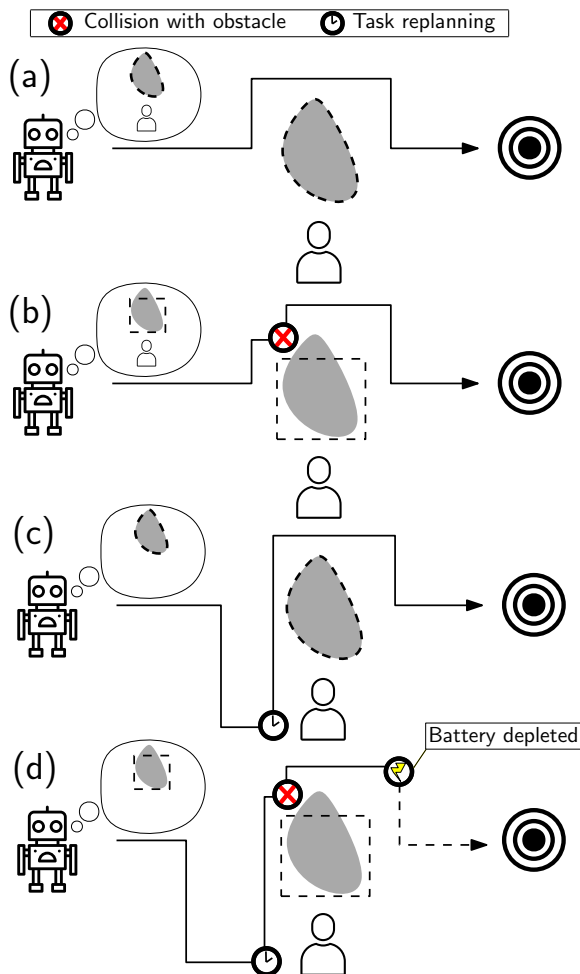 Collision with obstacle Task replanning
(a)
(b)
(c)
(d)
Battery depleted